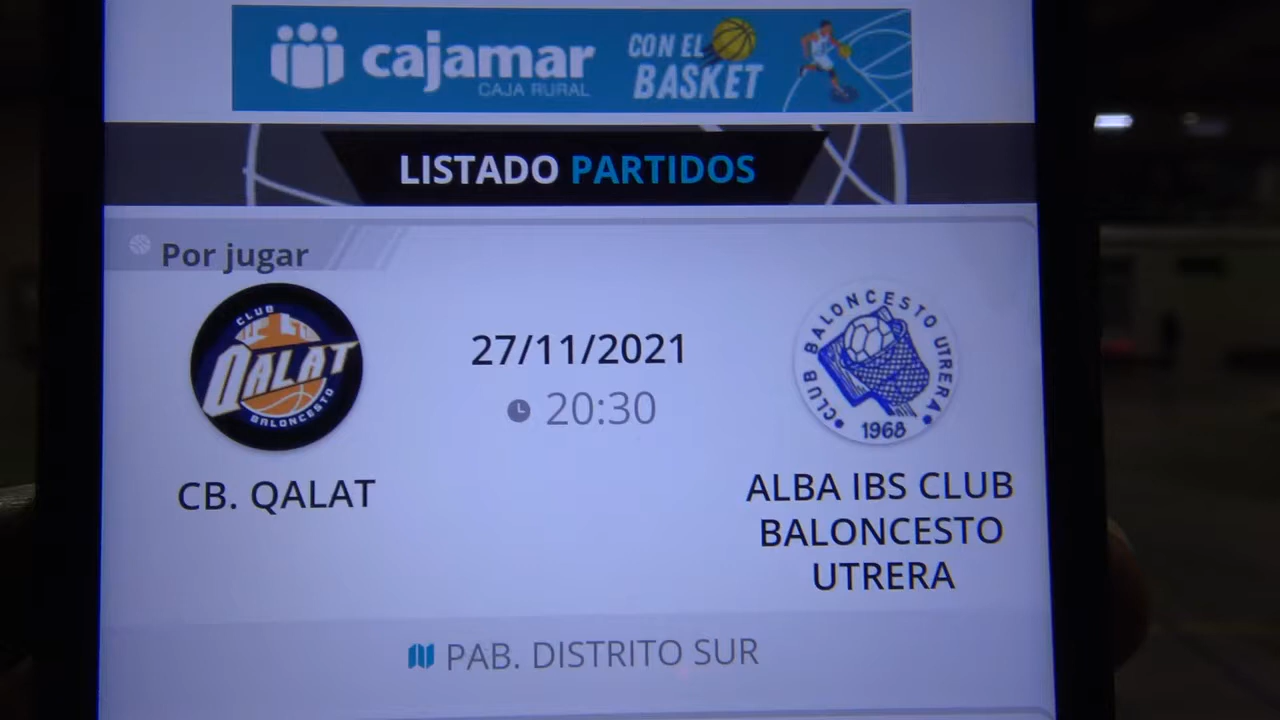 cajamar
CAJA RURAL
CON EL
BASKET
LISTADO PARTIDOS
Por jugar
CLUB
QALAT
BALONCESTO
27/11/2021
20:30
CLUB BALONCESTO UTRERA
1968
CB. QALAT
ALBA IBS CLUB
BALONCESTO
UTRERA
PAB. DISTRITO SUR